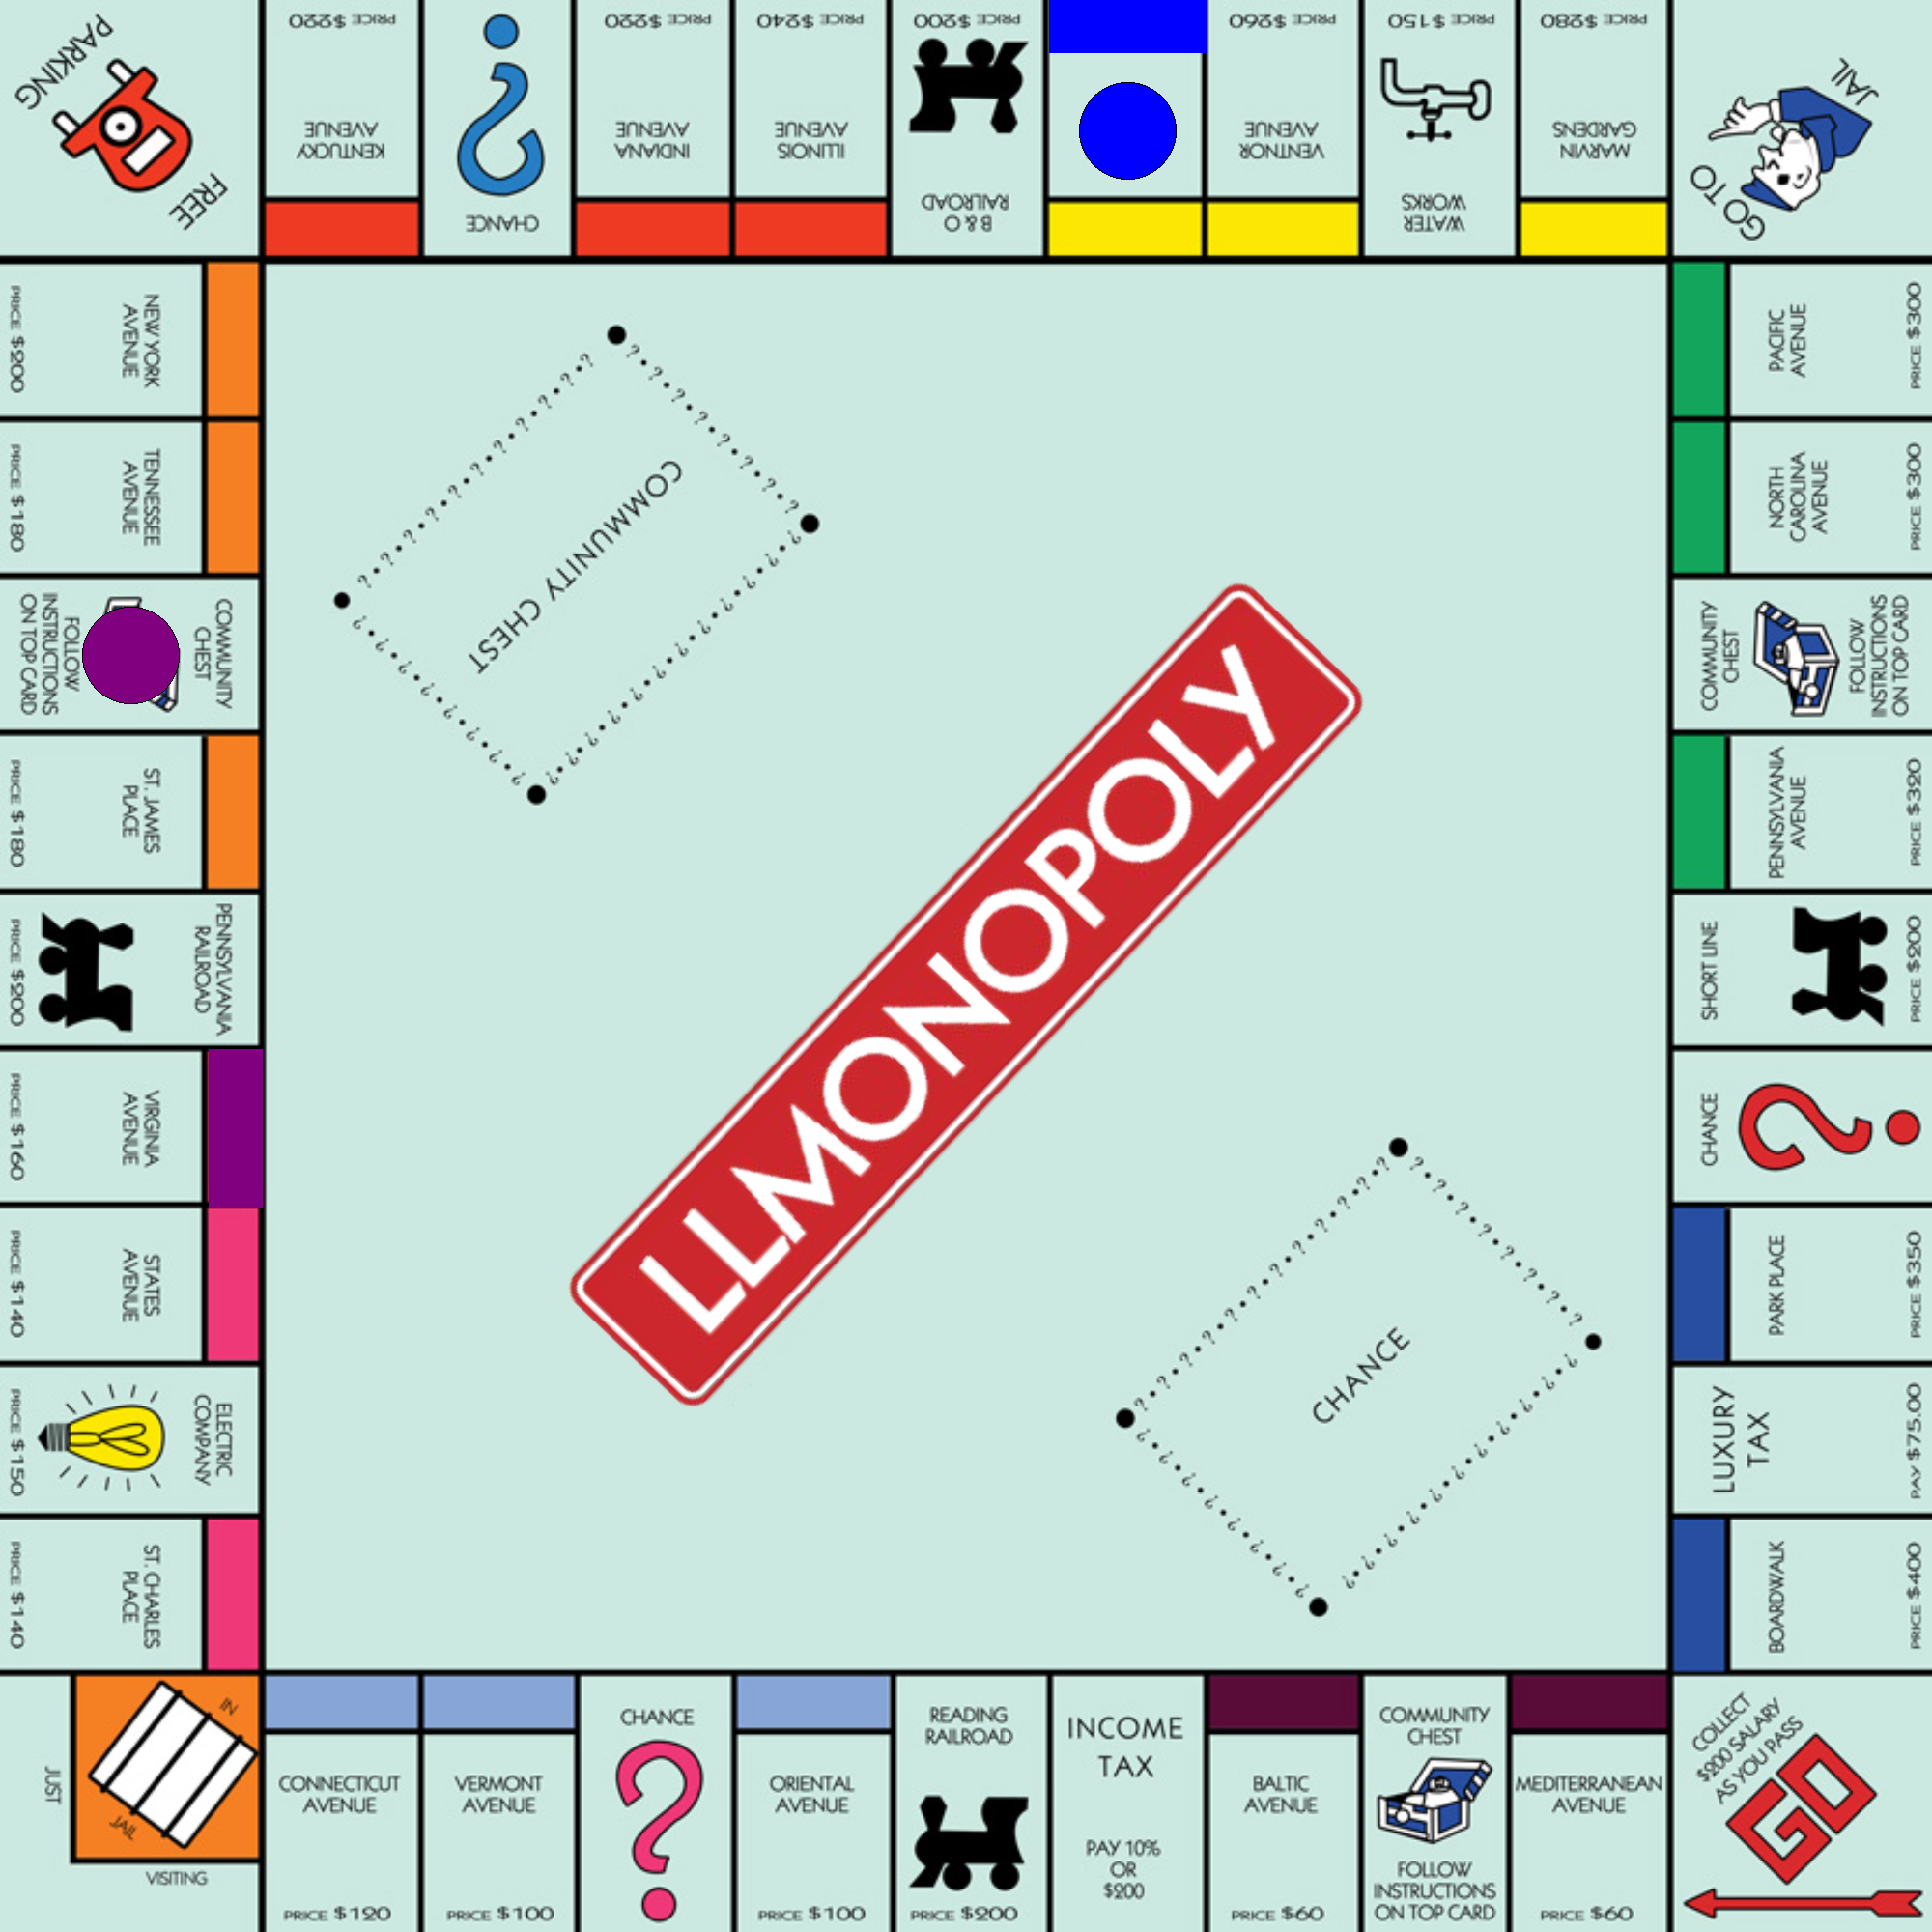 FREE
PARKING
KENTUCKY
AVENUE
PRICE $220
CHANCE
INDIANA
AVENUE
PRICE $220
ILLINOIS
AVENUE
PRICE $240
B & O
RAILROAD
PRICE $200
VENTNOR
AVENUE
PRICE $260
WATER
WORKS
PRICE $150
MARVIN
GARDENS
PRICE $280
GO TO
JAIL
NEW YORK
AVENUE
PRICE $200
TENNESSEE
AVENUE
PRICE $180
COMMUNITY
CHEST
FOLLOW
INSTRUCTIONS
ON TOP CARD
ST. JAMES
PLACE
PRICE $180
PENNSYLVANIA
RAILROAD
PRICE $200
VIRGINIA
AVENUE
PRICE $160
STATES
AVENUE
PRICE $140
ELECTRIC
COMPANY
PRICE $150
ST. CHARLES
PLACE
PRICE $140
COMMUNITY CHEST
LLMONOPOLY
CHANCE
PACIFIC
AVENUE
PRICE $300
NORTH
CAROLINA
AVENUE
PRICE $300
COMMUNITY
CHEST
FOLLOW
INSTRUCTIONS
ON TOP CARD
PENNSYLVANIA
AVENUE
PRICE $320
SHORT LINE
PRICE $200
CHANCE
PARK PLACE
PRICE $350
LUXURY
TAX
PAY $75.00
BOARDWALK
PRICE $400
JUST
VISITING
IN
JAIL
CONNECTICUT
AVENUE
PRICE $120
VERMONT
AVENUE
PRICE $100
CHANCE
ORIENTAL
AVENUE
PRICE $100
READING
RAILROAD
PRICE $200
INCOME
TAX
PAY 10%
OR
$200
BALTIC
AVENUE
PRICE $60
COMMUNITY
CHEST
FOLLOW
INSTRUCTIONS
ON TOP CARD
MEDITERRANEAN
AVENUE
PRICE $60
COLLECT
$200 SALARY
AS YOU PASS
GO